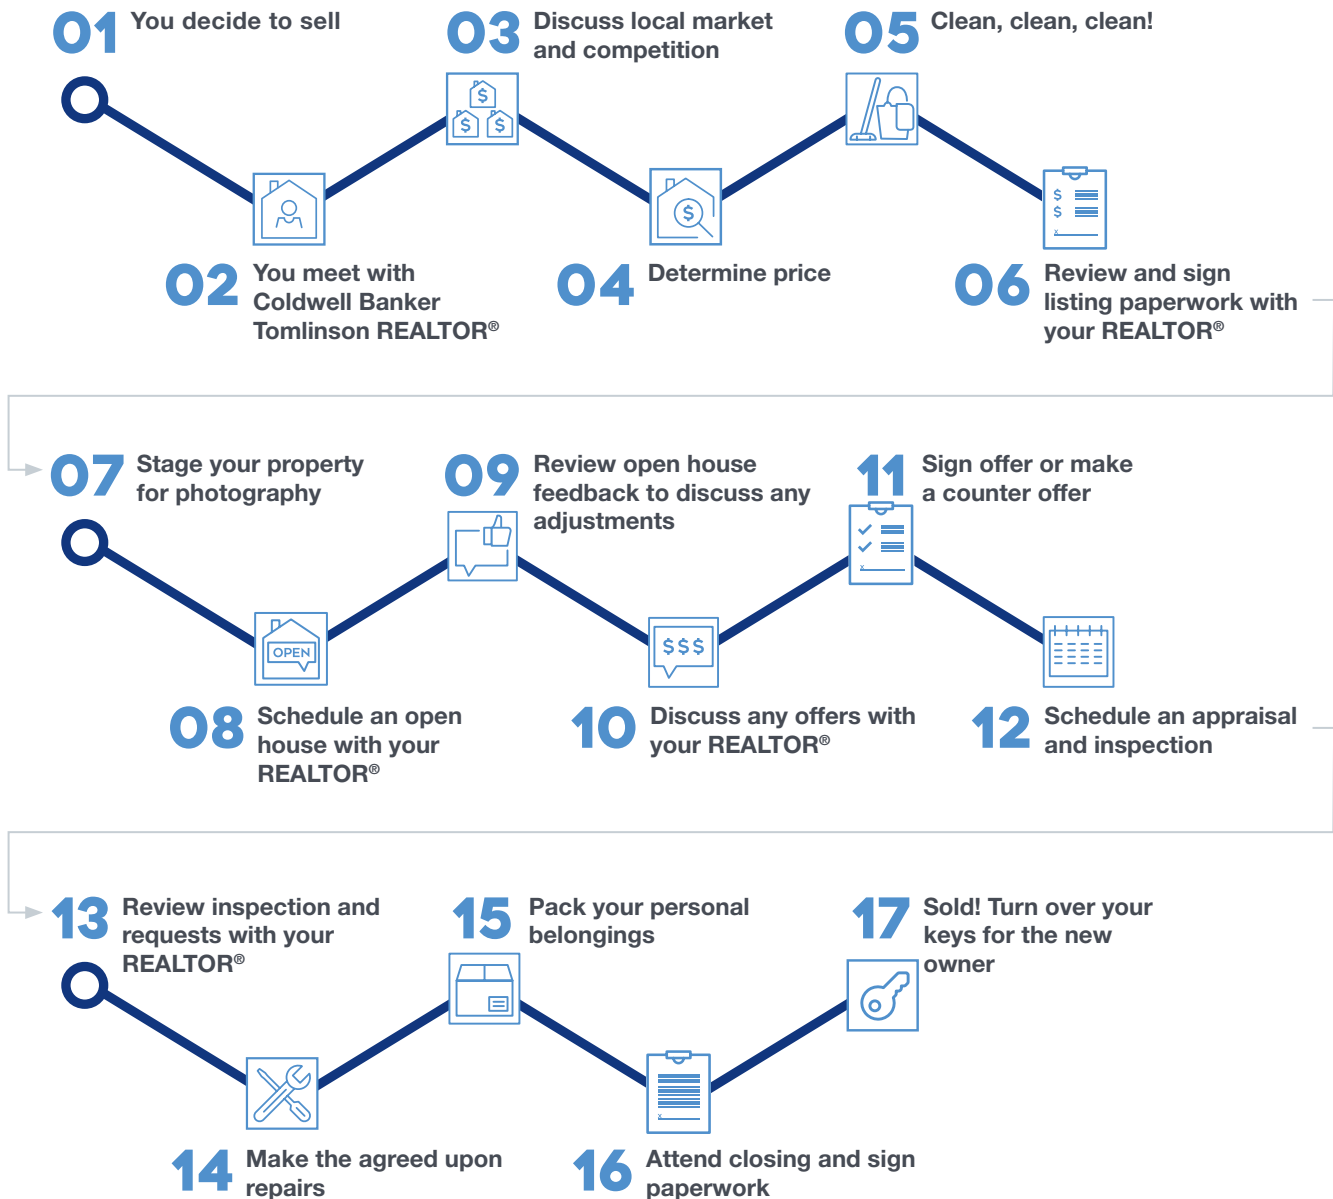 01 You decide to sell
02 You meet with
Coldwell Banker
Tomlinson REALTOR®
03 Discuss local market
and competition
$
$ $
04 Determine price
$
05 Clean, clean, clean!
06 Review and sign
listing paperwork with
your REALTOR®
$
$
x
07 Stage your property
for photography
08 Schedule an open
house with your
REALTOR®
OPEN
09 Review open house
feedback to discuss any
adjustments
10 Discuss any offers with
your REALTOR®
$$$
11 Sign offer or make
a counter offer
x
12 Schedule an appraisal
and inspection
13 Review inspection and
requests with your
REALTOR®
14 Make the agreed upon
repairs
15 Pack your personal
belongings
16 Attend closing and sign
paperwork
x
17 Sold! Turn over your
keys for the new
owner